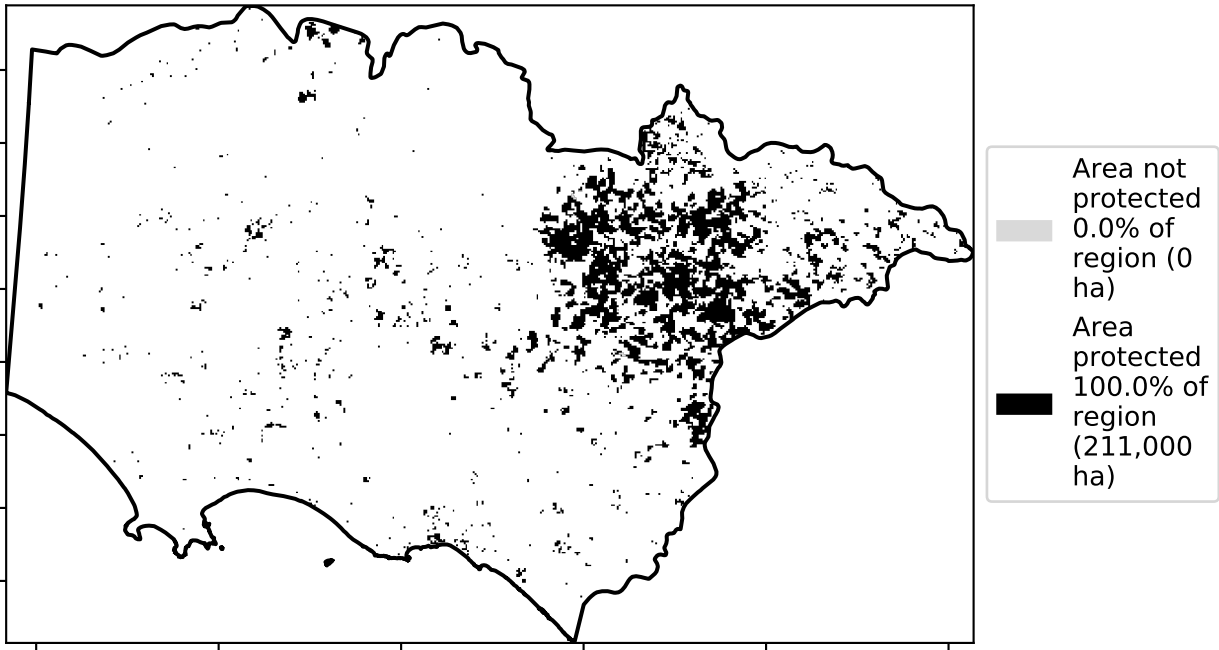 Area not
protected
0.0% of
region (0
ha)
Area
protected
100.0% of
region
(211,000
ha)